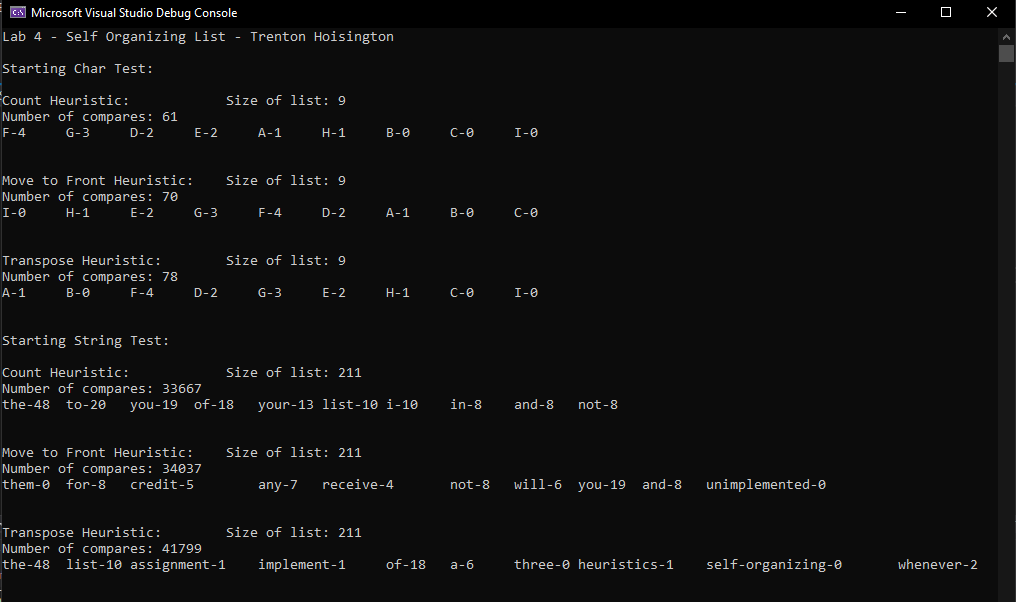 Microsoft Visual Studio Debug Console
Lab 4 - Self Organizing List - Trenton Hoisington
Starting Char Test:
Count Heuristic:            Size of list: 9
Number of compares: 61
F-4     G-3     D-2     E-2     A-1     H-1     B-0     C-0     I-0
Move to Front Heuristic:    Size of list: 9
Number of compares: 70
I-0     H-1     E-2     G-3     F-4     D-2     A-1     B-0     C-0
Transpose Heuristic:        Size of list: 9
Number of compares: 78
A-1     B-0     F-4     D-2     G-3     E-2     H-1     C-0     I-0
Starting String Test:
Count Heuristic:            Size of list: 211
Number of compares: 33667
the-48  to-20   you-19  of-18   your-13 list-10 i-10    in-8    and-8   not-8
Move to Front Heuristic:    Size of list: 211
Number of compares: 34037
them-0  for-8   credit-5        any-7   receive-4       not-8   will-6  you-19  and-8   unimplemented-0
Transpose Heuristic:        Size of list: 211
Number of compares: 41799
the-48  list-10 assignment-1    implement-1     of-18   a-6     three-0 heuristics-1    self-organizing-0       whenever-2